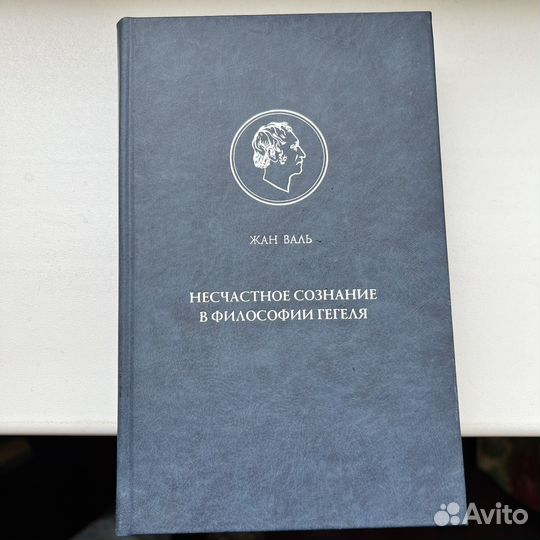 ЖАН ВАЛЬ
НЕСЧАСТНОЕ СОЗНАНИЕ
В ФИЛОСОФИИ ГЕГЕЛЯ
Avito